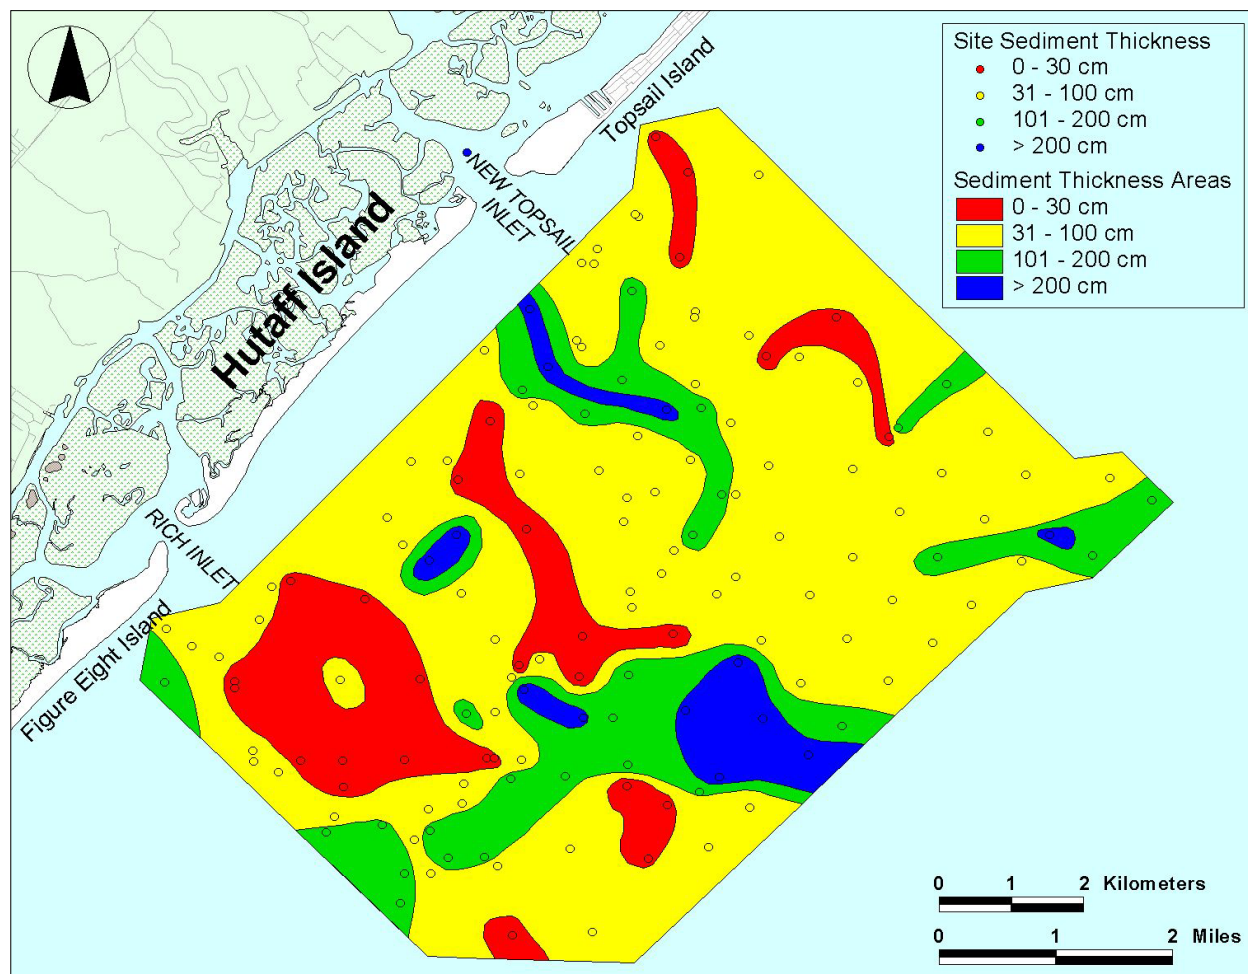 Site Sediment Thickness
0 - 30 cm
31 - 100 cm
101 - 200 cm
> 200 cm
Sediment Thickness Areas
0 - 30 cm
31 - 100 cm
101 - 200 cm
> 200 cm
Topsail Island
NEW TOPSAIL
INLET
Hutaff Island
RICH INLET
Figure Eight Island
0 1 2 Kilometers
0 1 2 Miles